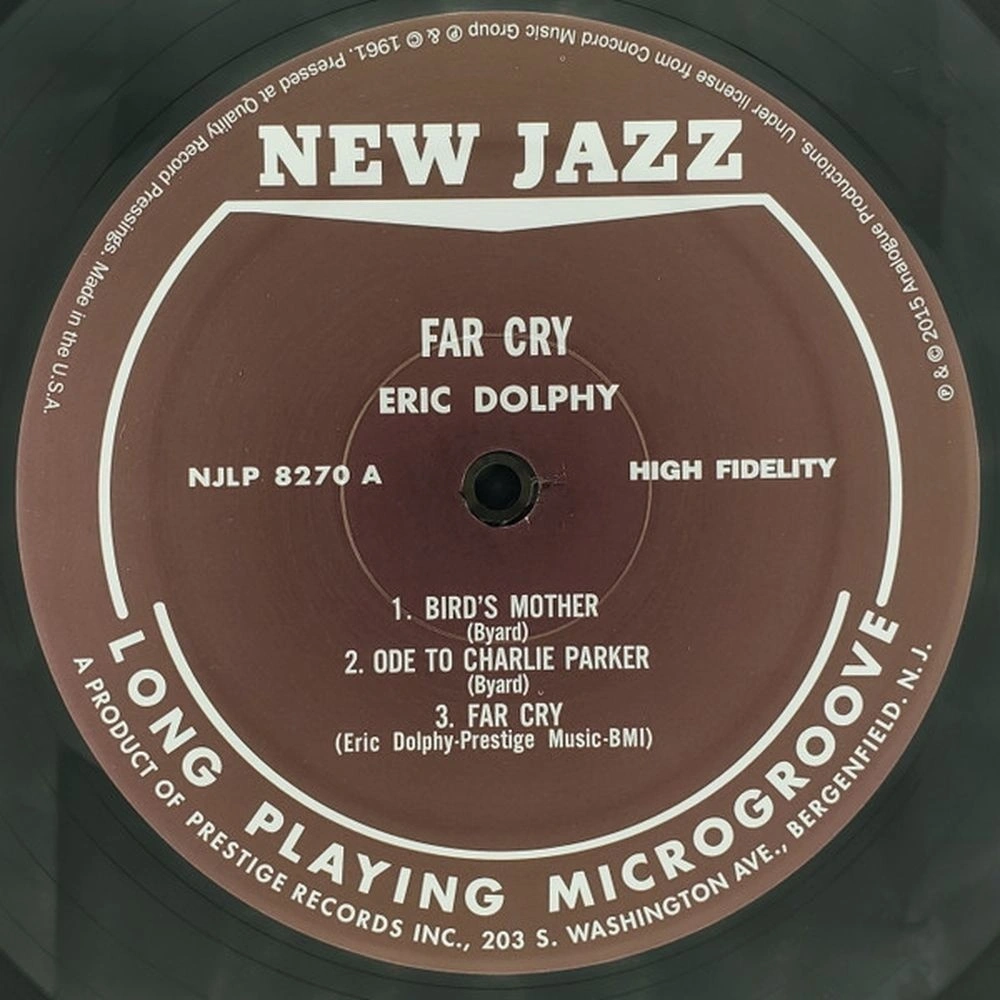 ℗ & © 2015 Analogue Productions. Under license from Concord Music Group ℗ & © 1961. Pressed at Quality Record Pressings. Made in the U.S.A.
NEW JAZZ
FAR CRY
ERIC DOLPHY
NJLP 8270 A
HIGH FIDELITY
1. BIRD'S MOTHER
(Byard)
2. ODE TO CHARLIE PARKER
(Byard)
3. FAR CRY
(Eric Dolphy-Prestige Music-BMI)
LONG PLAYING MICROGROOVE
A PRODUCT OF PRESTIGE RECORDS INC., 203 S. WASHINGTON AVE., BERGENFIELD. N. J.